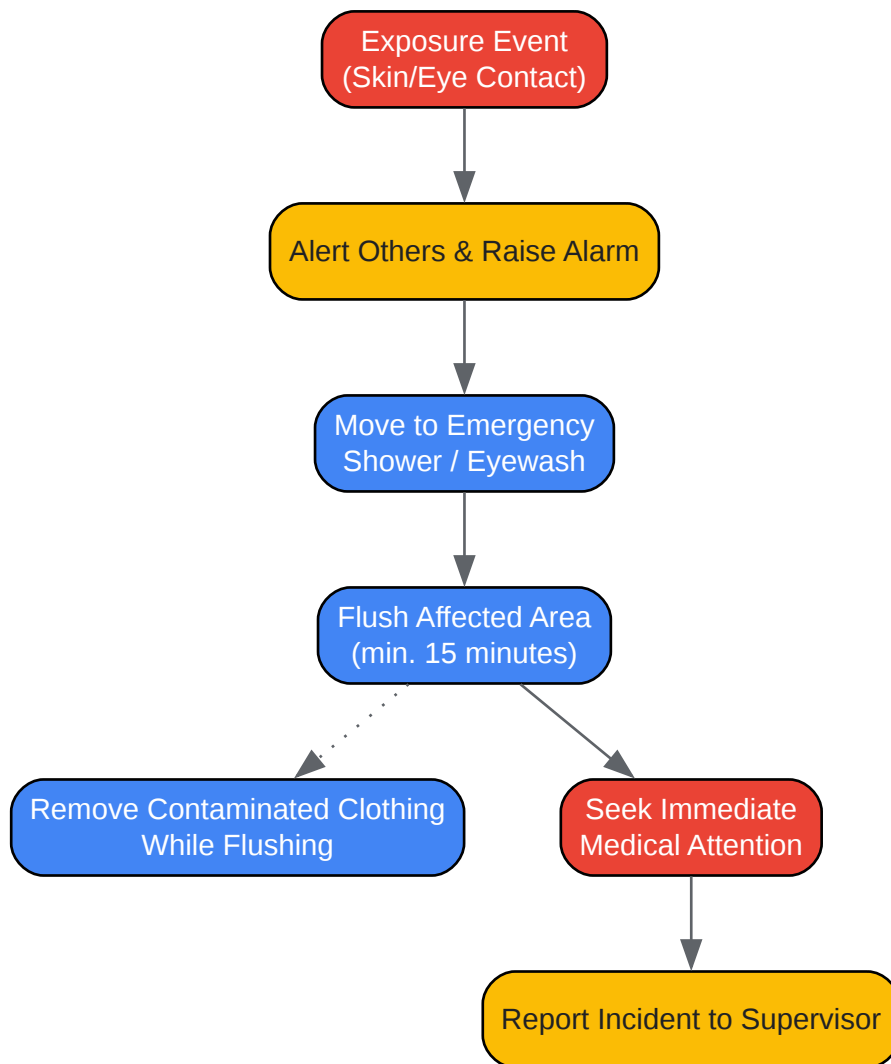 Exposure Event
(Skin/Eye Contact)
Alert Others & Raise Alarm
Move to Emergency
Shower / Eyewash
Flush Affected Area
(min. 15 minutes)
Remove Contaminated Clothing
While Flushing
Seek Immediate
Medical Attention
Report Incident to Supervisor